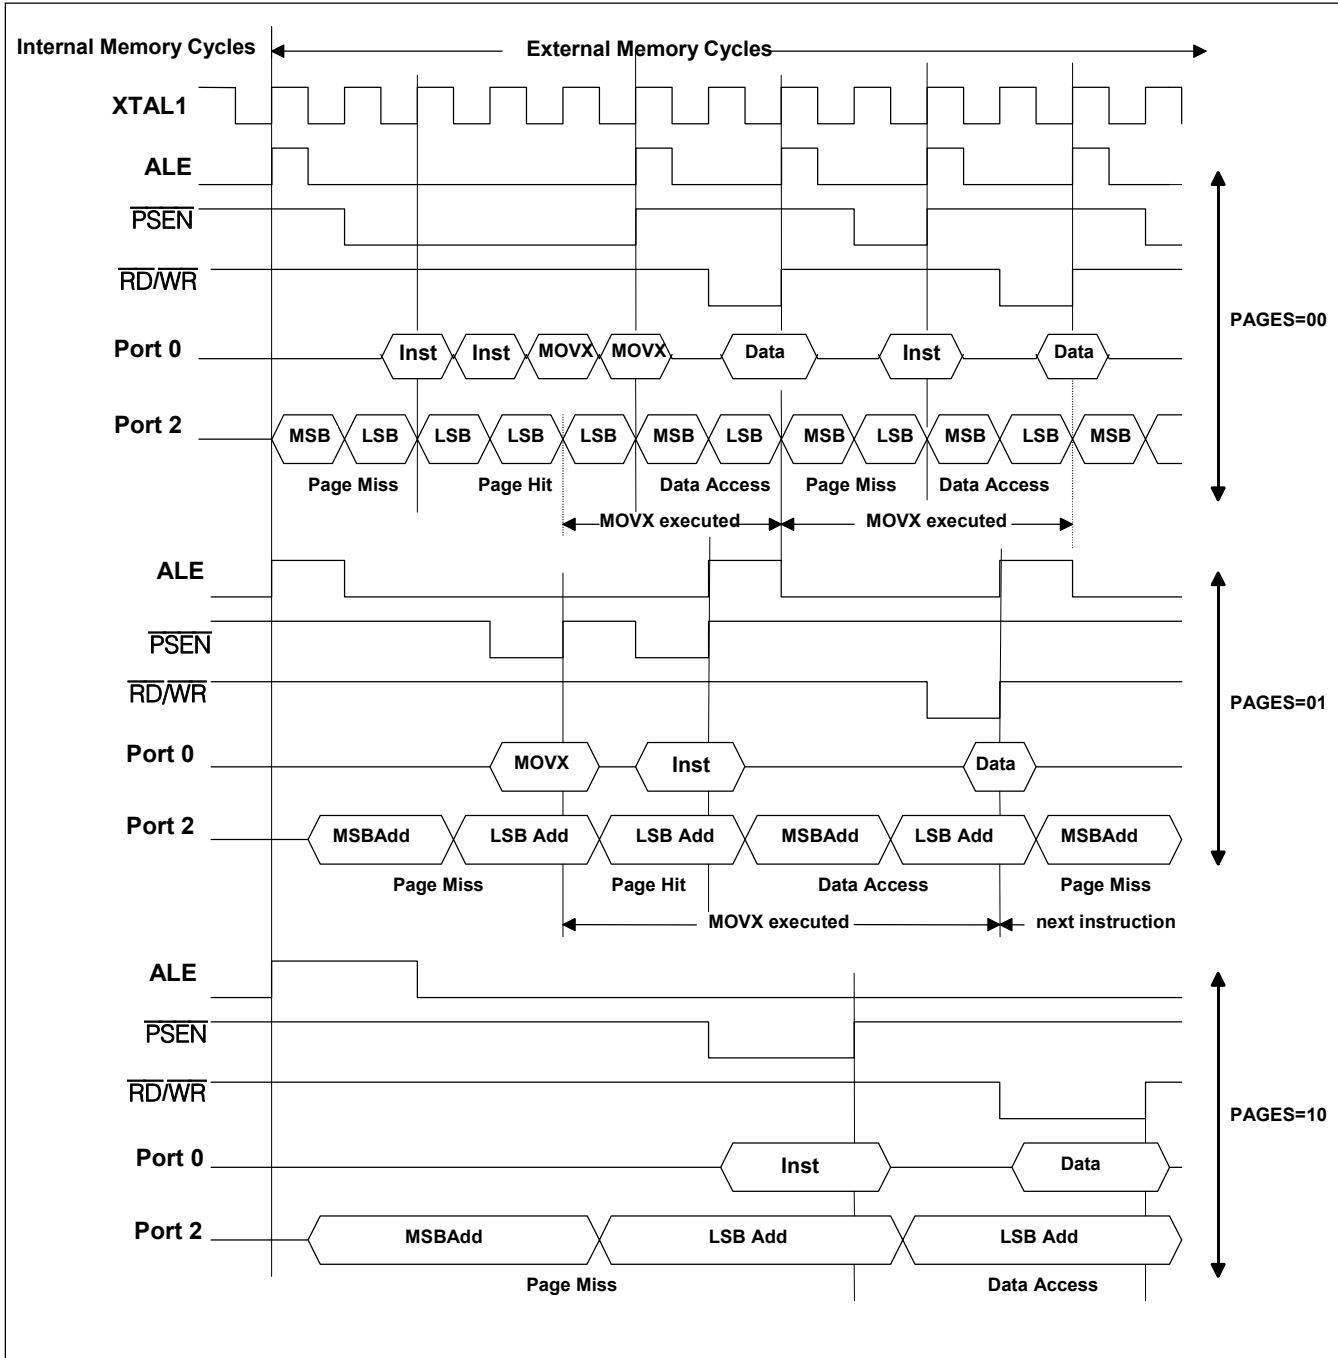 Internal Memory Cycles External Memory Cycles
XTAL1
ALE
PSEN
RD/WR
PAGES=00
Port 0 Inst Inst MOVX MOVX Data Inst Data
Port 2 MSB LSB LSB LSB LSB MSB LSB MSB LSB MSB LSB MSB
Page Miss Page Hit Data Access Page Miss Data Access
MOVX executed MOVX executed
ALE
PSEN
RD/WR
PAGES=01
Port 0 MOVX Inst Data
Port 2 MSBAdd LSB Add LSB Add MSBAdd LSB Add MSBAdd
Page Miss Page Hit Data Access Page Miss
MOVX executed next instruction
ALE
PSEN
RD/WR
PAGES=10
Port 0 Inst Data
Port 2 MSBAdd LSB Add LSB Add
Page Miss Data Access